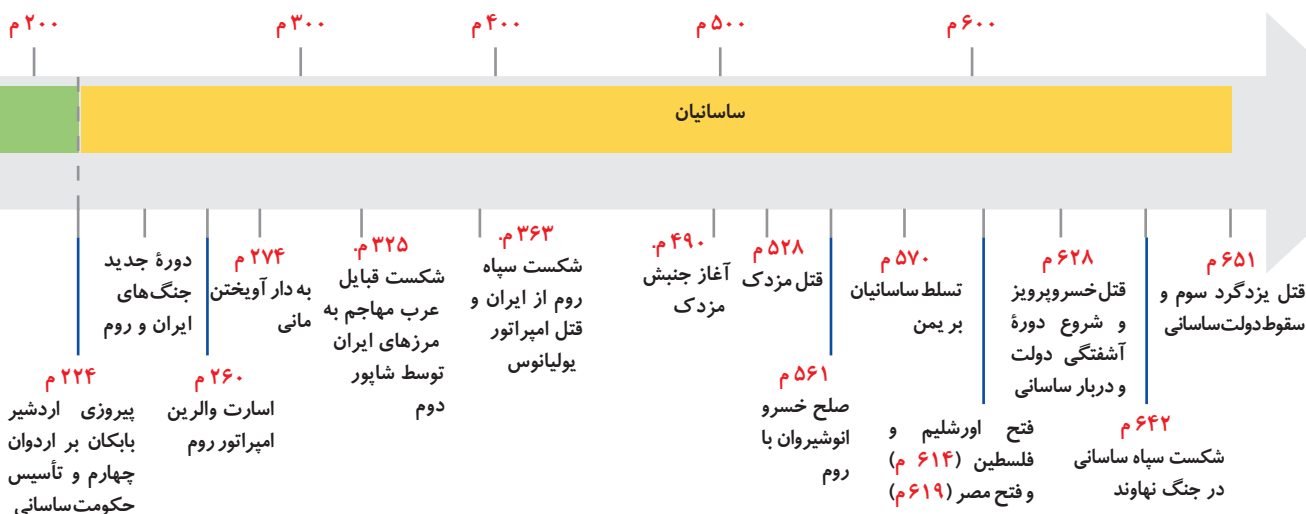 ۲۰۰ م
۳۰۰ م
۴۰۰ م
۵۰۰ م
۶۰۰ م
ساسانیان
۲۲۴ م
پیروزی اردشیر
بابکان بر اردوان
چهارم و تأسیس
حکومت ساسانی
دورهٔ جدید
جنگ‌های
ایران و روم
۲۶۰ م
اسارت والرین
امپراتور روم
۲۷۴ م
به دار آویختن
مانی
۳۲۵ م.
شکست قبایل
عرب مهاجم به
مرزهای ایران
توسط شاپور
دوم
۳۶۳ م.
شکست سپاه
روم از ایران و
قتل امپراتور
یولیانوس
۴۹۰ م.
آغاز جنبش
مزدک
۵۲۸ م
قتل مزدک
۵۶۱ م
صلح خسرو
انوشیروان با
روم
۵۷۰ م
تسلط ساسانیان
بر یمن
فتح اورشلیم و
فلسطین (۶۱۴ م)
و فتح مصر (۶۱۹ م)
۶۲۸ م
قتل خسروپرویز
و شروع دورهٔ
آشفتگی دولت
و دربار ساسانی
۶۴۲ م
شکست سپاه ساسانی
در جنگ نهاوند
۶۵۱ م
قتل یزدگرد سوم و
سقوط دولت ساسانی